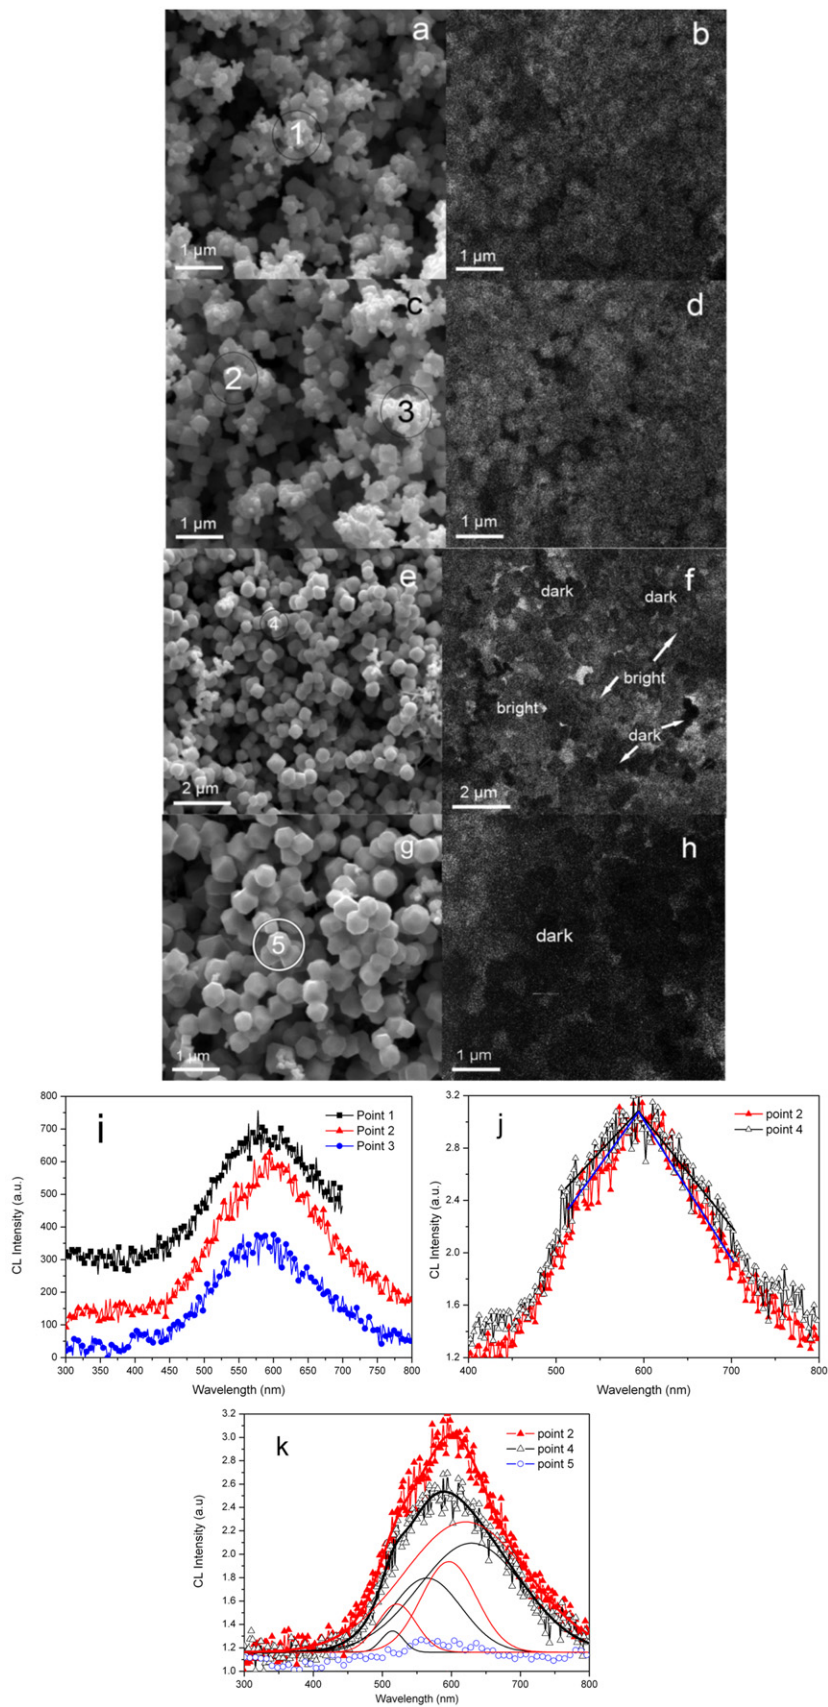 a
b
1
1 µm
1 µm
c
d
2
3
1 µm
1 µm
e
f
4
dark
dark
bright
bright
dark
2 µm
2 µm
g
h
5
dark
1 µm
1 µm
i
800
700
600
500
400
300
200
100
0
CL Intensity (a.u.)
Point 1
Point 2
Point 3
300 350 400 450 500 550 600 650 700 750 800
Wavelength (nm)
j
3.2
2.8
2.4
2.0
1.6
1.2
CL Intensity (a.u.)
point 2
point 4
400 500 600 700 800
Wavelength (nm)
k
3.2
3.0
2.8
2.6
2.4
2.2
2.0
1.8
1.6
1.4
1.2
1.0
CL Intensity (a.u)
point 2
point 4
point 5
300 400 500 600 700 800
Wavelength (nm)